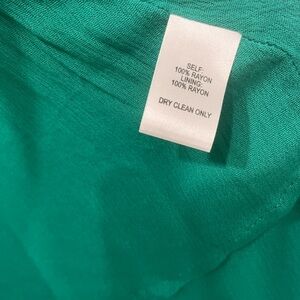 SELF:
100% RAYON
LINING:
100% RAYON
DRY CLEAN ONLY